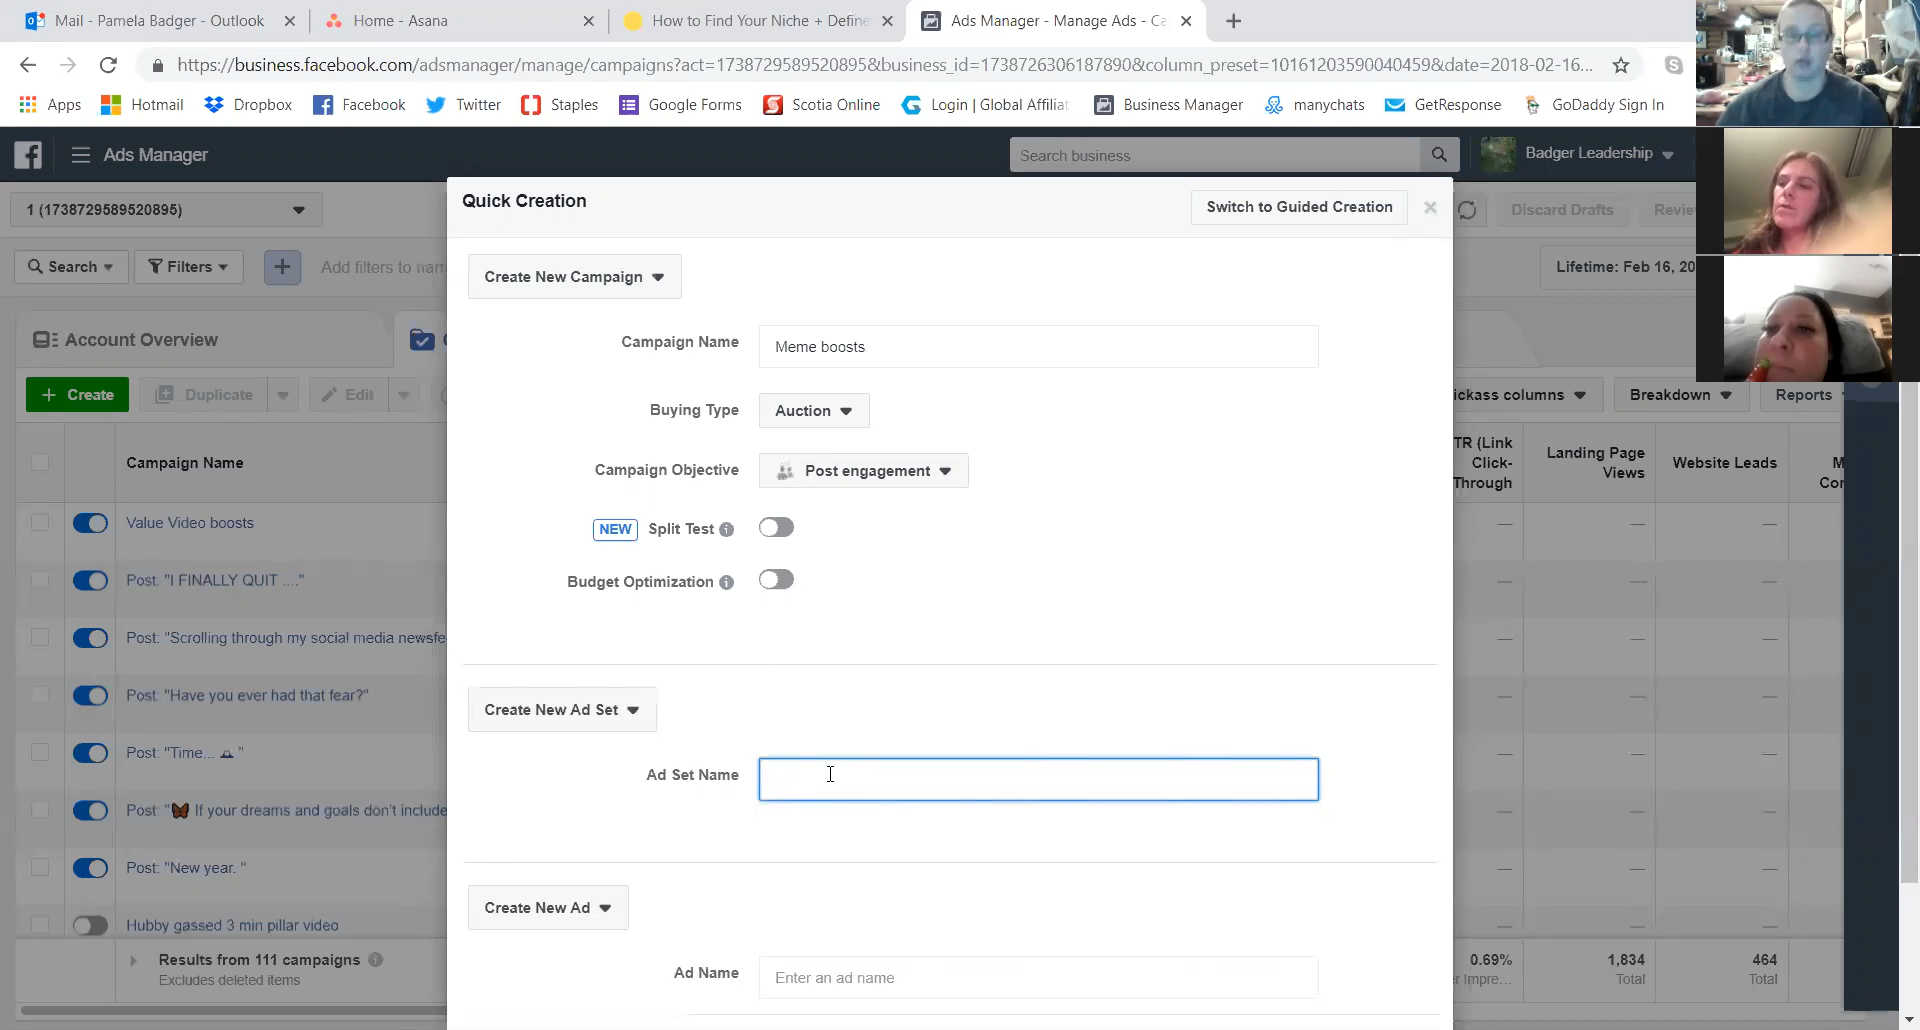 Mail - Pamela Badger - Outlook
Home - Asana
How to Find Your Niche + Define
Ads Manager - Manage Ads - Ca
https://business.facebook.com/adsmanager/manage/campaigns?act=1738729589520895&business_id=1738726306187890&column_preset=10161203590040459&date=2018-02-16...
Apps
Hotmail
Dropbox
Facebook
Twitter
Staples
Google Forms
Scotia Online
Login | Global Affiliat
Business Manager
manychats
GetResponse
GoDaddy Sign In
Ads Manager
Search business
Badger Leadership
1 (1738729589520895)
Quick Creation
Switch to Guided Creation
Discard Drafts
Revie
Search
Filters
Add filters to narr
Lifetime: Feb 16, 20
Create New Campaign
Account Overview
Campaign Name
Meme boosts
Create
Duplicate
Edit
Buying Type
Auction
ickass columns
Breakdown
Reports
Campaign Name
Campaign Objective
Post engagement
TR (Link
Click-
Through
Landing Page
Views
Website Leads
M
Cor
Value Video boosts
NEW Split Test
Post: "I FINALLY QUIT ...."
Budget Optimization
Post: "Scrolling through my social media newsfe
Post: "Have you ever had that fear?"
Create New Ad Set
Post: "Time... 🕰 "
Ad Set Name
Post "🦋 If your dreams and goals don't include
Post: "New year. "
Create New Ad
Hubby gassed 3 min pillar video
Results from 111 campaigns
Excludes deleted items
Ad Name
Enter an ad name
0.69%
r Impre...
1,834
Total
464
Total